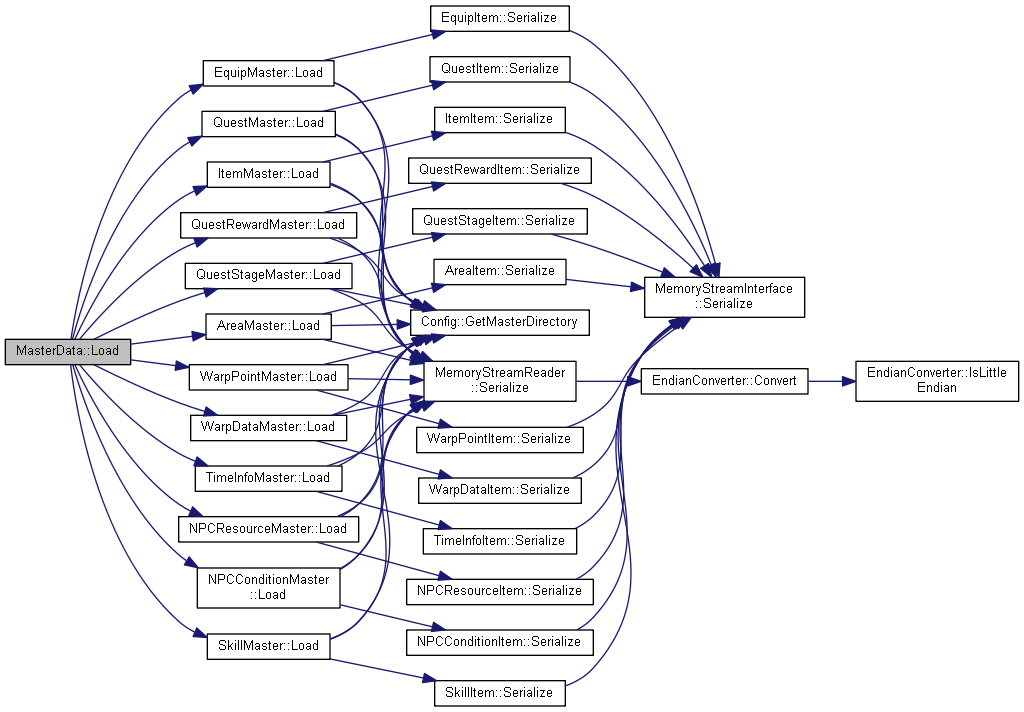 MasterData::Load
EquipMaster::Load
QuestMaster::Load
ItemMaster::Load
QuestRewardMaster::Load
QuestStageMaster::Load
AreaMaster::Load
WarpPointMaster::Load
WarpDataMaster::Load
TimeInfoMaster::Load
NPCResourceMaster::Load
NPCConditionMaster
::Load
SkillMaster::Load
EquipItem::Serialize
QuestItem::Serialize
ItemItem::Serialize
QuestRewardItem::Serialize
QuestStageItem::Serialize
AreaItem::Serialize
Config::GetMasterDirectory
MemoryStreamReader
::Serialize
WarpPointItem::Serialize
WarpDataItem::Serialize
TimeInfoItem::Serialize
NPCResourceItem::Serialize
NPCConditionItem::Serialize
SkillItem::Serialize
MemoryStreamInterface
::Serialize
EndianConverter::Convert
EndianConverter::IsLittle
Endian